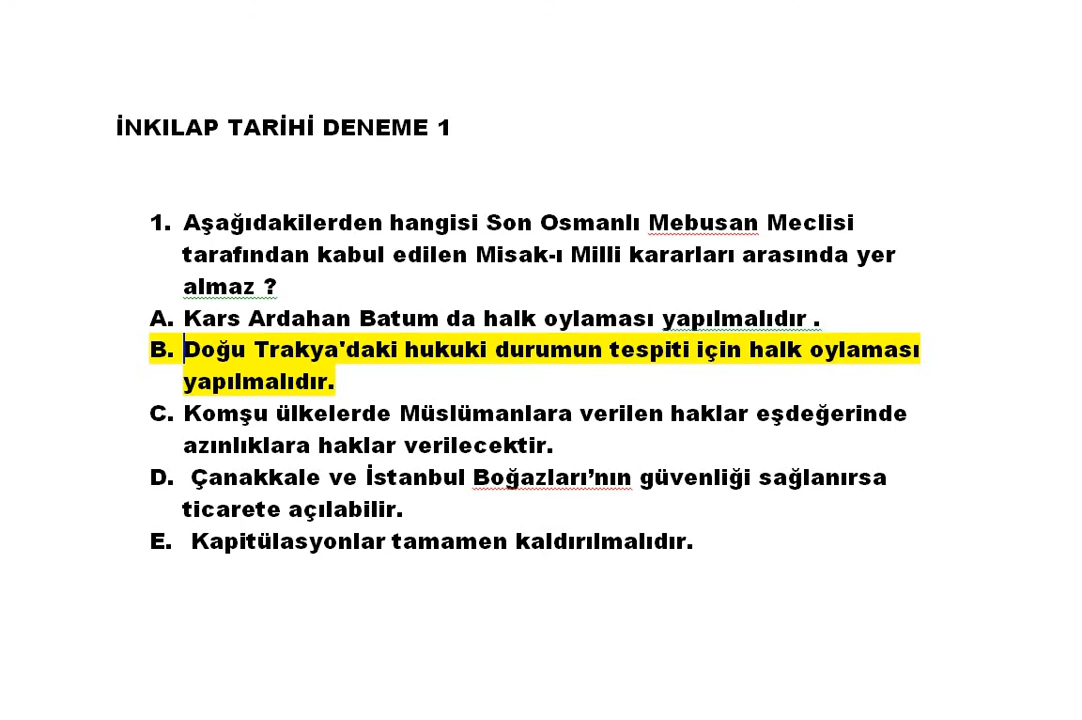 İNKILAP TARİHİ DENEME 1
1. Aşağıdakilerden hangisi Son Osmanlı Mebusan Meclisi
tarafından kabul edilen Misak-ı Milli kararları arasında yer
almaz ?
A. Kars Ardahan Batum da halk oylaması yapılmalıdır .
B. Doğu Trakya'daki hukuki durumun tespiti için halk oylaması
yapılmalıdır.
C. Komşu ülkelerde Müslümanlara verilen haklar eşdeğerinde
azınlıklara haklar verilecektir.
D. Çanakkale ve İstanbul Boğazları’nın güvenliği sağlanırsa
ticarete açılabilir.
E. Kapitülasyonlar tamamen kaldırılmalıdır.